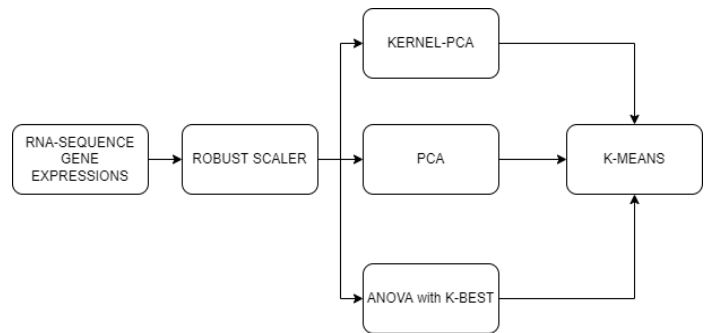 KERNEL-PCA
RNA-SEQUENCE
GENE
EXPRESSIONS
ROBUST SCALER
PCA
K-MEANS
ANOVA with K-BEST